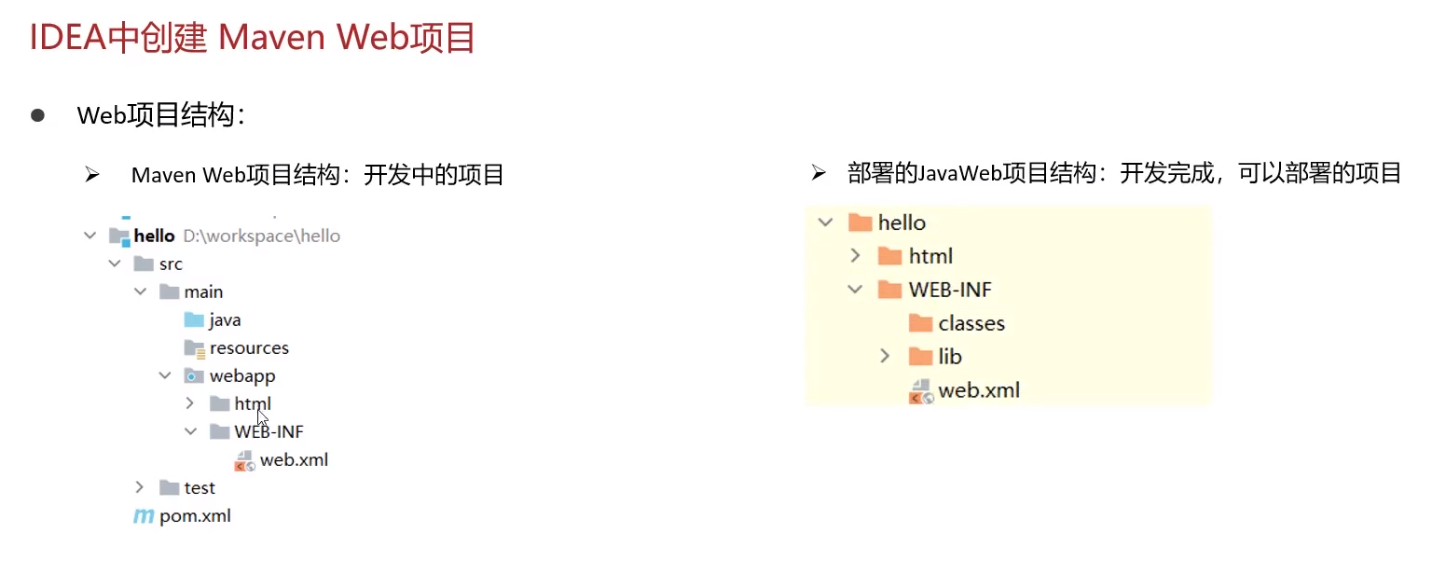 IDEA中创建 Maven Web项目
● Web项目结构：
➢ Maven Web项目结构：开发中的项目
hello D:\workspace\hello
src
main
java
resources
webapp
html
WEB-INF
web.xml
test
pom.xml
➢ 部署的JavaWeb项目结构：开发完成，可以部署的项目
hello
html
WEB-INF
classes
lib
web.xml